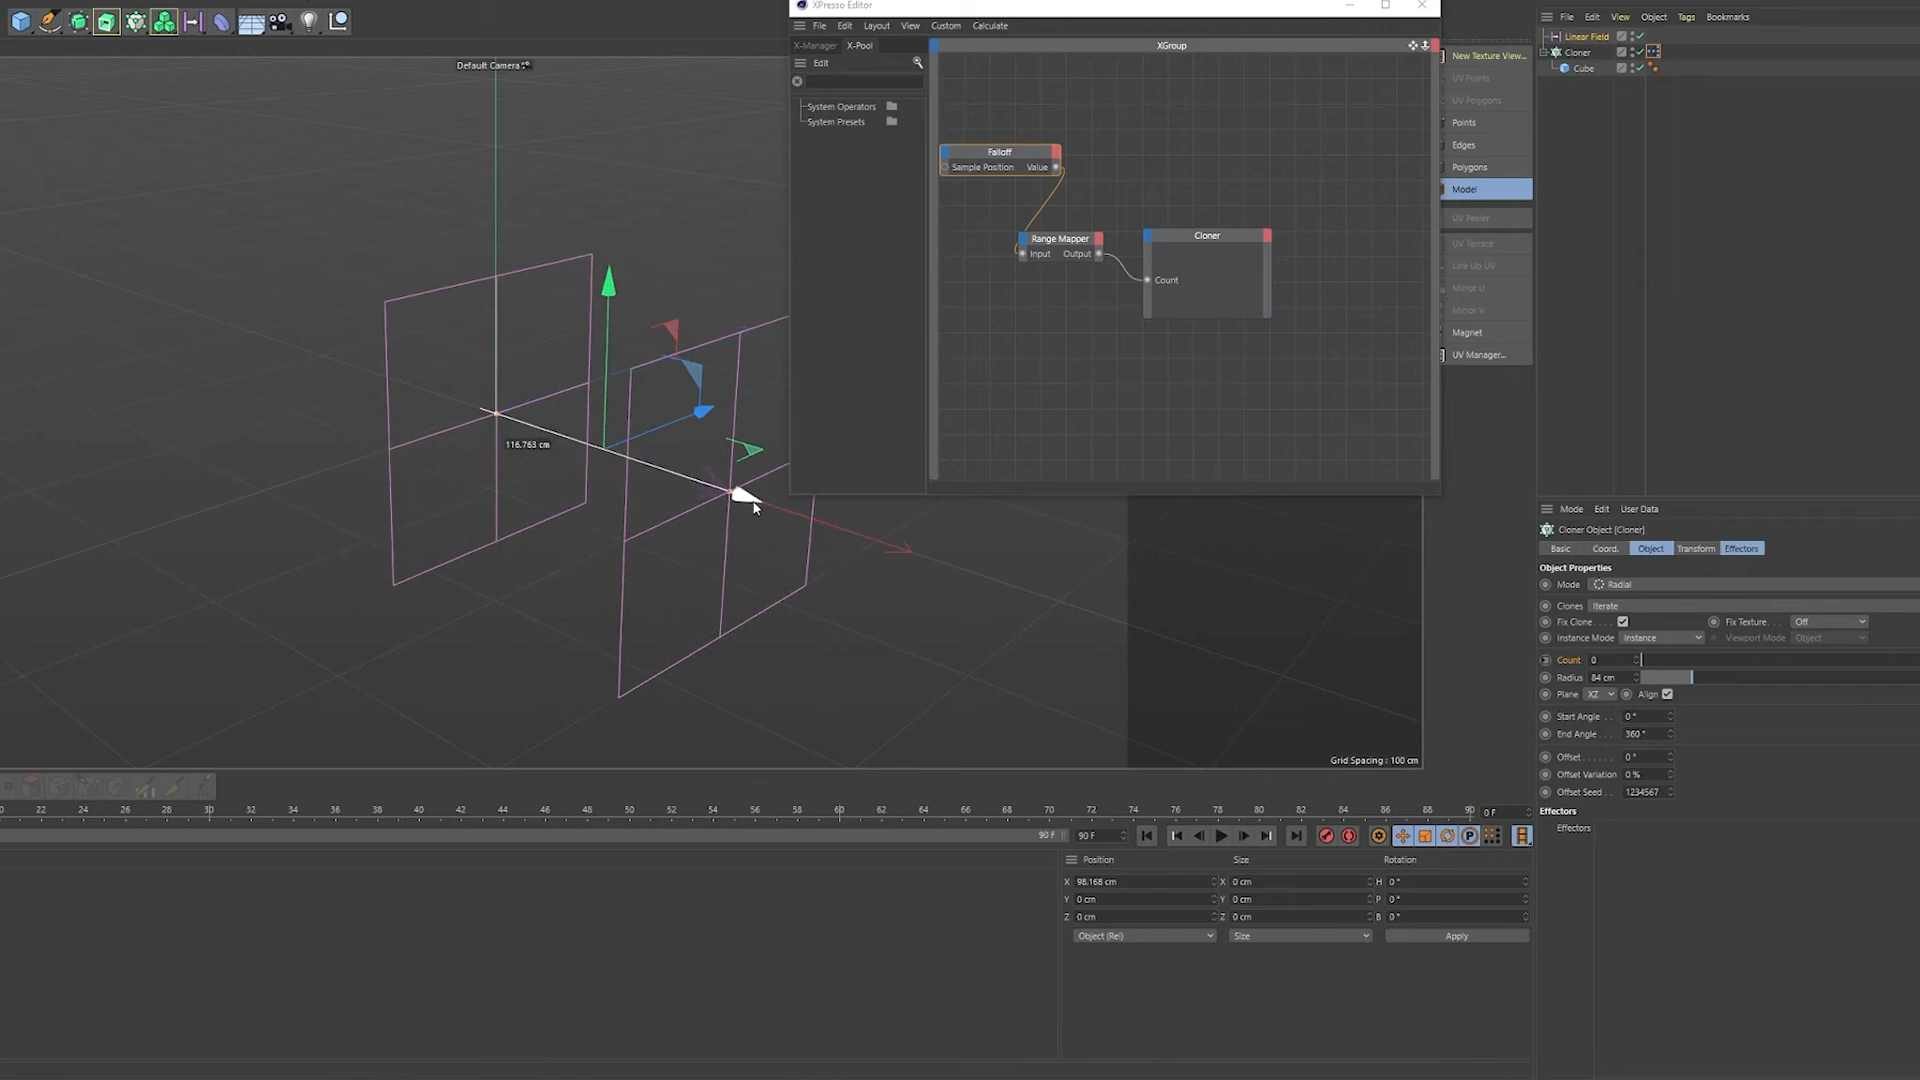 XPresso Editor
File Edit Layout View Custom Calculate
X-Manager X-Pool
Edit
System Operators
System Presets
XGroup
Falloff
Sample Position Value
Range Mapper
Input Output
Cloner
Count
Default Camera
116.763 cm
Grid Spacing : 100 cm
New Texture View...
UV Points
UV Polygons
Points
Edges
Polygons
Model
UV Peeler
UV Terrace
Line Up UV
Mirror U
Mirror V
Magnet
UV Manager...
File Edit View Object Tags Bookmarks
Linear Field
Cloner
Cube
Mode Edit User Data
Cloner Object [Cloner]
Basic Coord. Object Transform Effectors
Object Properties
Mode Radial
Clones Iterate
Fix Clone. . . . Fix Texture. . . Off
Instance Mode Instance Viewport Mode Object
Count 0
Radius 84 cm
Plane XZ Align
Start Angle . . 0 °
End Angle . . . 360 °
Offset. . . . . . 0 °
Offset Variation 0 %
Offset Seed. . 1234567
Effectors
Effectors
22 24 26 28 30 32 34 36 38 40 42 44 46 48 50 52 54 56 58 60 62 64 66 68 70 72 74 76 78 80 82 84 86 88 90 0 F
90 F 90 F
Position Size Rotation
X 98.168 cm X 0 cm H 0 °
Y 0 cm Y 0 cm P 0 °
Z 0 cm Z 0 cm B 0 °
Object (Rel) Size Apply